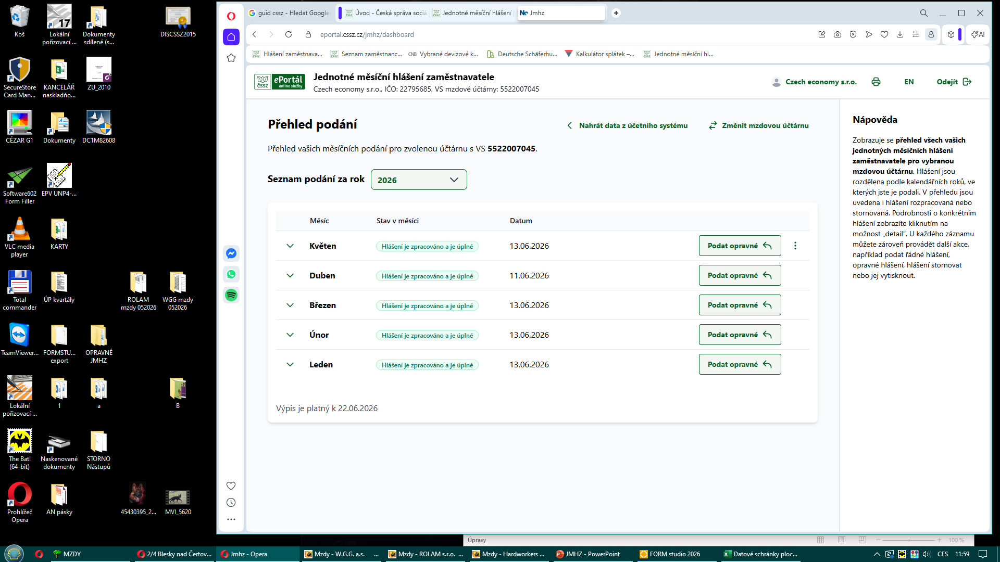 Koš
Lokální
pořizovací ...
Dokumenty
sdílené (s...
DISCSSZ2015
SecureStore
Card Man...
KANCELÁŘ
naskladňo...
ZU_2010
CÉZAR G1
Dokumenty
DC1M82608
Software602
Form Filler
EPV UNP4-...
VLC media
player
KARTY
Total
commander
ÚP kvartály
ROLAM
mzdy 052026
WGG mzdy
052026
TeamViewer...
FORMSTU...
export
OPRAVNÉ
JMHZ
Lokální
pořizovací ...
1
a
B
The Bat!
(64-bit)
Naskenované
dokumenty
STORNO
Nástupů
Prohlížeč
Opera
AN pásky
45430395_2...
MVI_5620
guid cssz - Hledat Google
Úvod - Česká správa sociá
Jednotné měsíční hlášení
Jmhz
eportal.cssz.cz/jmhz/dashboard
AI
Hlášení zaměstnava...
Seznam zaměstnanc...
CNB Vybrané devizové k...
Deutsche Schäferhu...
Kalkulátor splátek –...
Jednotné měsíční hl...
ČSSZ ePortál
online služby
Jednotné měsíční hlášení zaměstnavatele
Czech economy s.r.o., IČO: 22795685, VS mzdové účtárny: 5522007045
Czech economy s.r.o.
EN
Odejít
Přehled podání
Nahrát data z účetního systému
Změnit mzdovou účtárnu
Přehled vašich měsíčních podání pro zvolenou účtárnu s VS 5522007045.
Seznam podání za rok
2026
Měsíc Stav v měsíci Datum
Květen Hlášení je zpracováno a je úplné 13.06.2026 Podat opravné
Duben Hlášení je zpracováno a je úplné 11.06.2026 Podat opravné
Březen Hlášení je zpracováno a je úplné 13.06.2026 Podat opravné
Únor Hlášení je zpracováno a je úplné 13.06.2026 Podat opravné
Leden Hlášení je zpracováno a je úplné 13.06.2026 Podat opravné
Výpis je platný k 22.06.2026
Nápověda
Zobrazuje se přehled všech vašich
jednotných měsíčních hlášení
zaměstnavatele pro vybranou
mzdovou účtárnu. Hlášení jsou
rozdělena podle kalendářních roků, ve
kterých jste je podali. V přehledu jsou
uvedena i hlášení rozpracovaná nebo
stornovaná. Podrobnosti o konkrétním
hlášení zobrazíte kliknutím na
možnost „detail“. U každého záznamu
můžete zároveň provádět další akce,
například podat řádné hlášení,
opravné hlášení, hlášení stornovat
nebo jej vytisknout.
Úpravy
100 %
MZDY
2/4 Blesky nad Čertov...
Jmhz - Opera
Mzdy - W.G.G. a.s. ...
Mzdy - ROLAM s.r.o. ...
Mzdy - Hardworkers ...
JMHZ - PowerPoint
FORM studio 2026
Datové schránky ploc...
CES
11:59